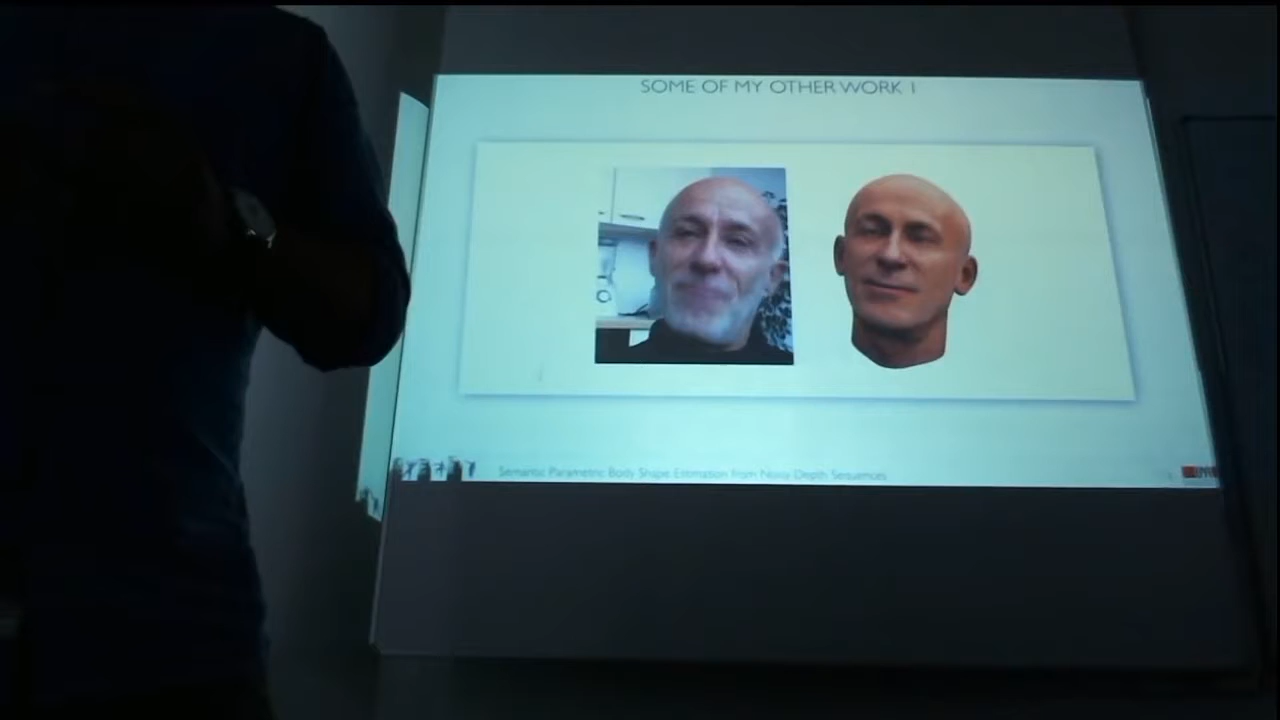 SOME OF MY OTHER WORK 1
Semantic Parametric Body Shape Estimation from Noisy Depth Sequences